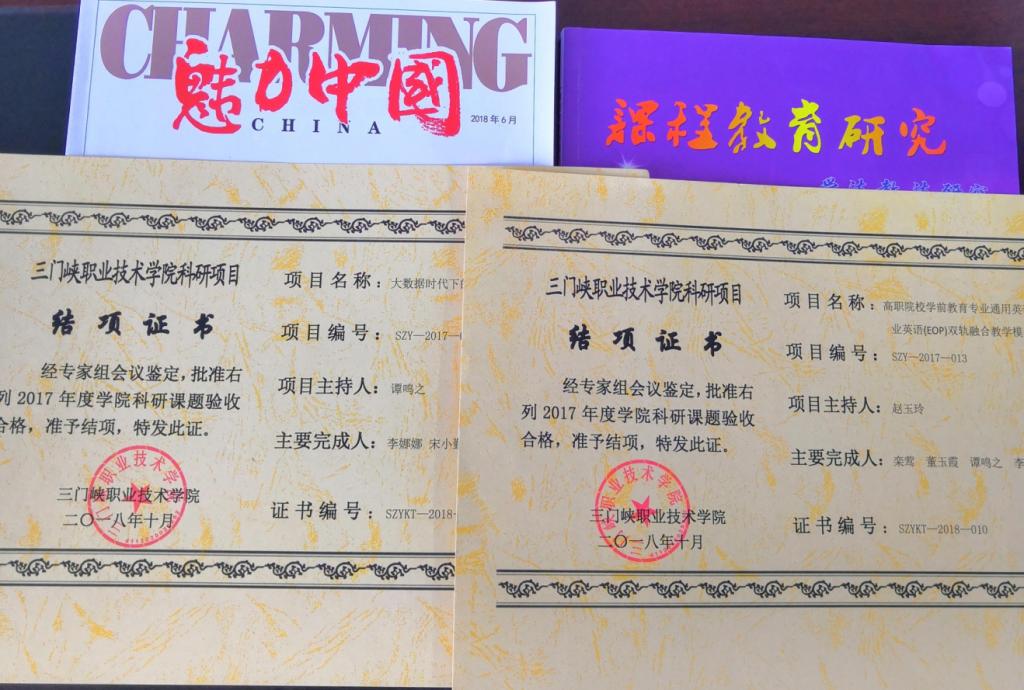 CHARMING
魅力中國
CHINA
2018年6月
课程教育研究
三门峡职业技术学院科研项目
结项证书
经专家组会议鉴定，批准右
列2017年度学院科研课题验收
合格，准予结项，特发此证。
三门峡职业技术学院
二〇一八年十月
项目名称：大数据时代下
项目编号：SZY—2017—
项目主持人：谭鸣之
主要完成人：李娜娜 宋小
证书编号：SZYKT—2018-
三门峡职业技术学院科研项目
结项证书
经专家组会议鉴定，批准右
列2017年度学院科研课题验收
合格，准予结项，特发此证。
三门峡职业技术学院
二〇一八年十月
项目名称：高职院校学前教育专业通用英
业英语(EOP)双轨融合教学模
项目编号：SZY—2017—013
项目主持人：赵玉玲
主要完成人：栾莺 董玉霞 谭鸣之 李
证书编号：SZYKT—2018—010